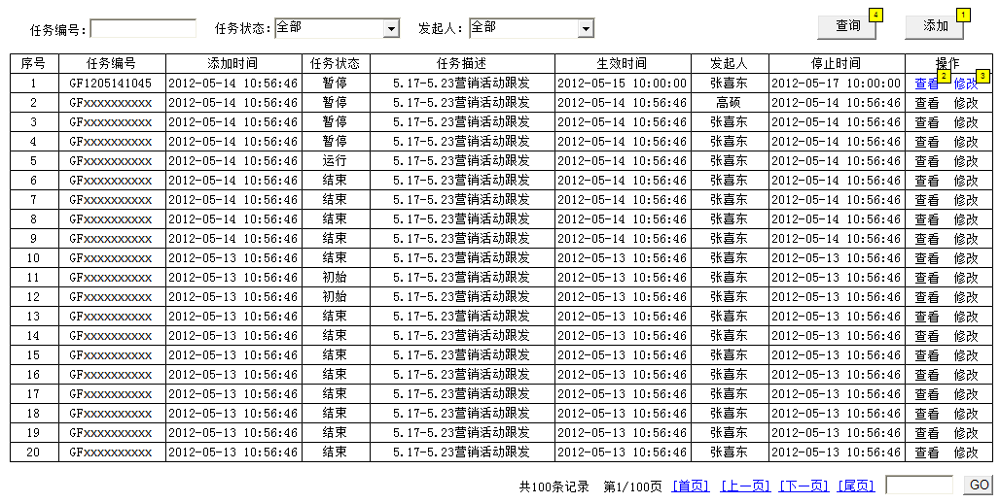 任务编号: 任务状态: 全部 发起人: 全部 查询 4 添加 1
序号 任务编号 添加时间 任务状态 任务描述 生效时间 发起人 停止时间 操作
1 GF1205141045 2012-05-14 10:56:46 暂停 5.17-5.23营销活动跟发 2012-05-15 10:00:00 张喜东 2012-05-17 10:00:00 查看 2 修改 3
2 GFxxxxxxxxxx 2012-05-14 10:56:46 暂停 5.17-5.23营销活动跟发 2012-05-14 10:56:46 高硕 2012-05-14 10:56:46 查看 修改
3 GFxxxxxxxxxx 2012-05-14 10:56:46 暂停 5.17-5.23营销活动跟发 2012-05-14 10:56:46 张喜东 2012-05-14 10:56:46 查看 修改
4 GFxxxxxxxxxx 2012-05-14 10:56:46 暂停 5.17-5.23营销活动跟发 2012-05-14 10:56:46 张喜东 2012-05-14 10:56:46 查看 修改
5 GFxxxxxxxxxx 2012-05-14 10:56:46 运行 5.17-5.23营销活动跟发 2012-05-14 10:56:46 张喜东 2012-05-14 10:56:46 查看 修改
6 GFxxxxxxxxxx 2012-05-14 10:56:46 结束 5.17-5.23营销活动跟发 2012-05-14 10:56:46 张喜东 2012-05-14 10:56:46 查看 修改
7 GFxxxxxxxxxx 2012-05-14 10:56:46 结束 5.17-5.23营销活动跟发 2012-05-14 10:56:46 张喜东 2012-05-14 10:56:46 查看 修改
8 GFxxxxxxxxxx 2012-05-14 10:56:46 结束 5.17-5.23营销活动跟发 2012-05-14 10:56:46 张喜东 2012-05-14 10:56:46 查看 修改
9 GFxxxxxxxxxx 2012-05-14 10:56:46 结束 5.17-5.23营销活动跟发 2012-05-14 10:56:46 张喜东 2012-05-14 10:56:46 查看 修改
10 GFxxxxxxxxxx 2012-05-13 10:56:46 结束 5.17-5.23营销活动跟发 2012-05-13 10:56:46 张喜东 2012-05-13 10:56:46 查看 修改
11 GFxxxxxxxxxx 2012-05-13 10:56:46 初始 5.17-5.23营销活动跟发 2012-05-13 10:56:46 张喜东 2012-05-13 10:56:46 查看 修改
12 GFxxxxxxxxxx 2012-05-13 10:56:46 初始 5.17-5.23营销活动跟发 2012-05-13 10:56:46 张喜东 2012-05-13 10:56:46 查看 修改
13 GFxxxxxxxxxx 2012-05-13 10:56:46 结束 5.17-5.23营销活动跟发 2012-05-13 10:56:46 张喜东 2012-05-13 10:56:46 查看 修改
14 GFxxxxxxxxxx 2012-05-13 10:56:46 结束 5.17-5.23营销活动跟发 2012-05-13 10:56:46 张喜东 2012-05-13 10:56:46 查看 修改
15 GFxxxxxxxxxx 2012-05-13 10:56:46 结束 5.17-5.23营销活动跟发 2012-05-13 10:56:46 张喜东 2012-05-13 10:56:46 查看 修改
16 GFxxxxxxxxxx 2012-05-13 10:56:46 结束 5.17-5.23营销活动跟发 2012-05-13 10:56:46 张喜东 2012-05-13 10:56:46 查看 修改
17 GFxxxxxxxxxx 2012-05-13 10:56:46 结束 5.17-5.23营销活动跟发 2012-05-13 10:56:46 张喜东 2012-05-13 10:56:46 查看 修改
18 GFxxxxxxxxxx 2012-05-13 10:56:46 结束 5.17-5.23营销活动跟发 2012-05-13 10:56:46 张喜东 2012-05-13 10:56:46 查看 修改
19 GFxxxxxxxxxx 2012-05-13 10:56:46 结束 5.17-5.23营销活动跟发 2012-05-13 10:56:46 张喜东 2012-05-13 10:56:46 查看 修改
20 GFxxxxxxxxxx 2012-05-13 10:56:46 结束 5.17-5.23营销活动跟发 2012-05-13 10:56:46 张喜东 2012-05-13 10:56:46 查看 修改
共100条记录 第1/100页 [首页] [上一页] [下一页] [尾页] GO